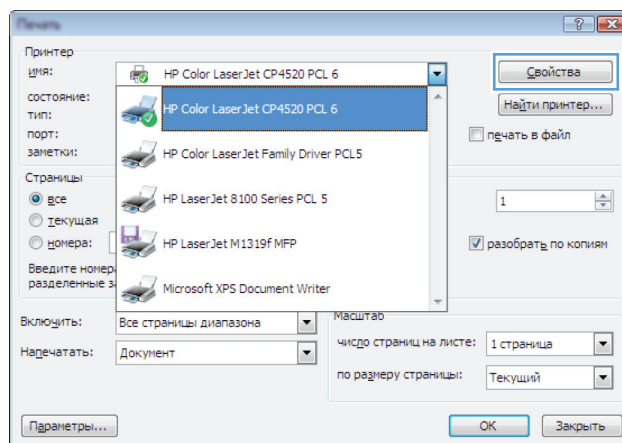 Печать
Принтер
имя: HP Color LaserJet CP4520 PCL 6 Свойства
состояние: HP Color LaserJet CP4520 PCL 6 Найти принтер...
тип:
порт: HP Color LaserJet Family Driver PCL5 печать в файл
заметки:
Страницы
все HP LaserJet 8100 Series PCL 5 1
текущая
номера: HP LaserJet M1319f MFP разобрать по копиям
Введите
разделенные Microsoft XPS Document Writer
Включить: Все страницы диапазона Масштаб
Напечатать: Документ число страниц на листе: 1 страница
по размеру страницы: Текущий
Параметры... OK Закрыть